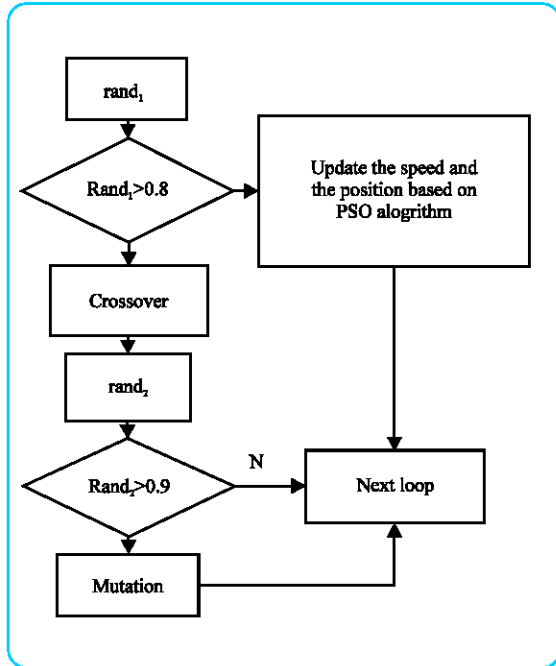 rand₁
Rand₁>0.8
Update the speed and
the position based on
PSO alogrithm
Crossover
rand₂
Rand₂>0.9
N
Next loop
Mutation